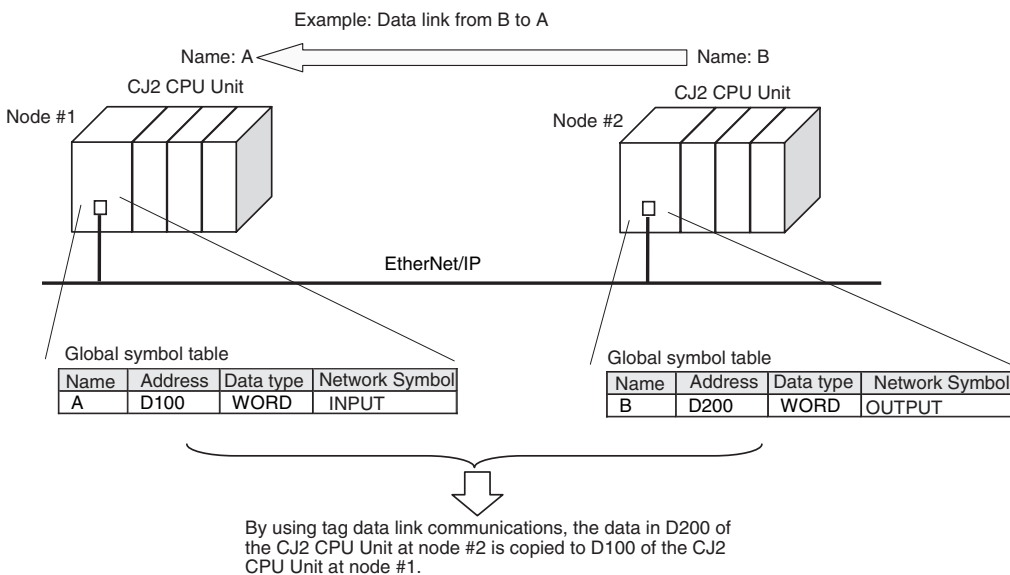 Example: Data link from B to A
Name: A
Name: B
CJ2 CPU Unit
CJ2 CPU Unit
Node #1
Node #2
EtherNet/IP
Global symbol table
Name Address Data type Network Symbol
A D100 WORD INPUT
Global symbol table
Name Address Data type Network Symbol
B D200 WORD OUTPUT
By using tag data link communications, the data in D200 of
the CJ2 CPU Unit at node #2 is copied to D100 of the CJ2
CPU Unit at node #1.